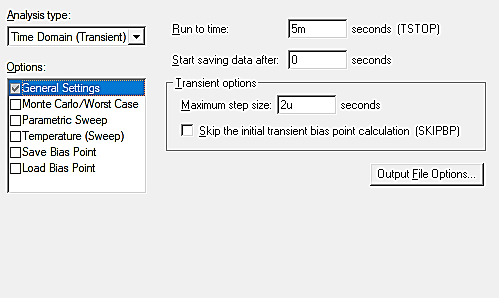 Analysis type:
Time Domain (Transient)
Options:
General Settings
Monte Carlo/Worst Case
Parametric Sweep
Temperature (Sweep)
Save Bias Point
Load Bias Point
Run to time: 5m seconds (TSTOP)
Start saving data after: 0 seconds
Transient options
Maximum step size: 2u seconds
Skip the initial transient bias point calculation (SKIPBP)
Output File Options...